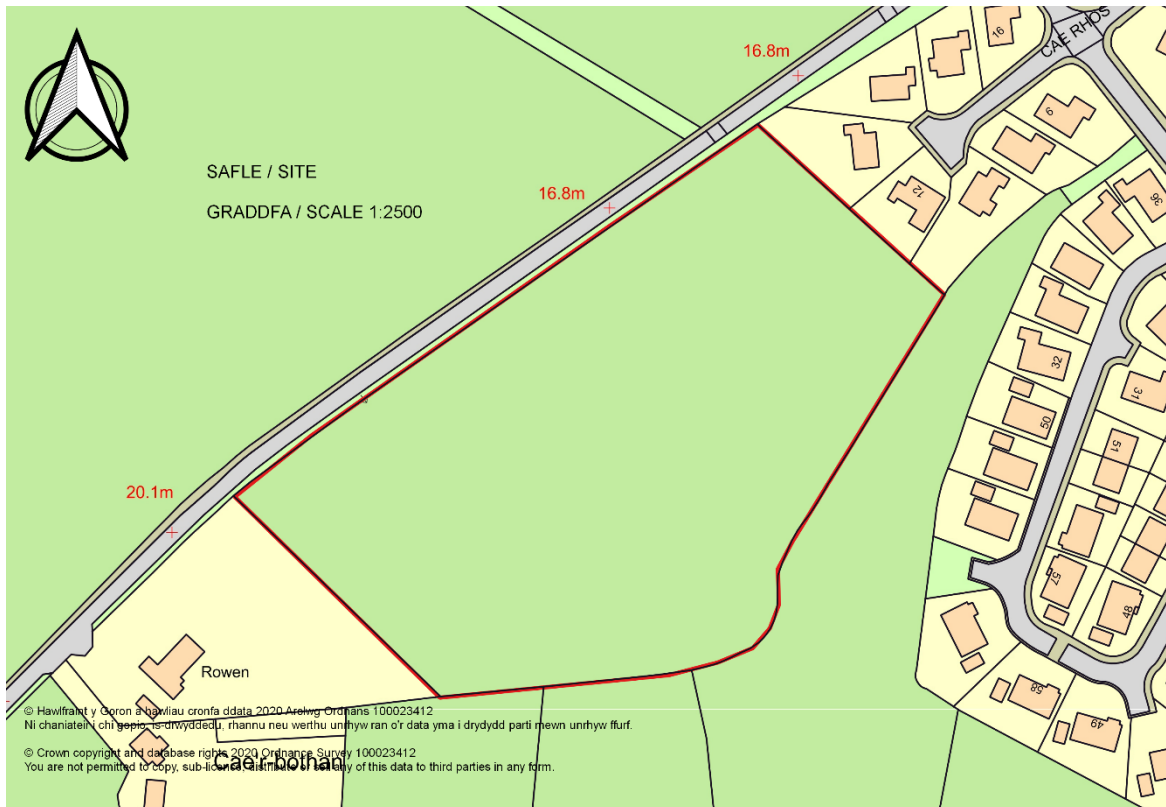 16
CAE RHOS
16.8m
9
SAFLE / SITE
12
16.8m
36
GRADDFA / SCALE 1:2500
32
31
50
51
20.1m
57
48
Rowen
58
49
© Hawlfraint y Goron a hawliau cronfa ddata 2020 Arolwg Ordnans 100023412
Ni chaniateir i chi gopïo, is-drwyddedu, rhannu neu werthu unrhyw ran o'r data yma i drydydd parti mewn unrhyw ffurf.
© Crown copyright and database rights 2020 Ordnance Survey 100023412
Cae'r-bothan
You are not permitted to copy, sub-licence, distribute or sell any of this data to third parties in any form.